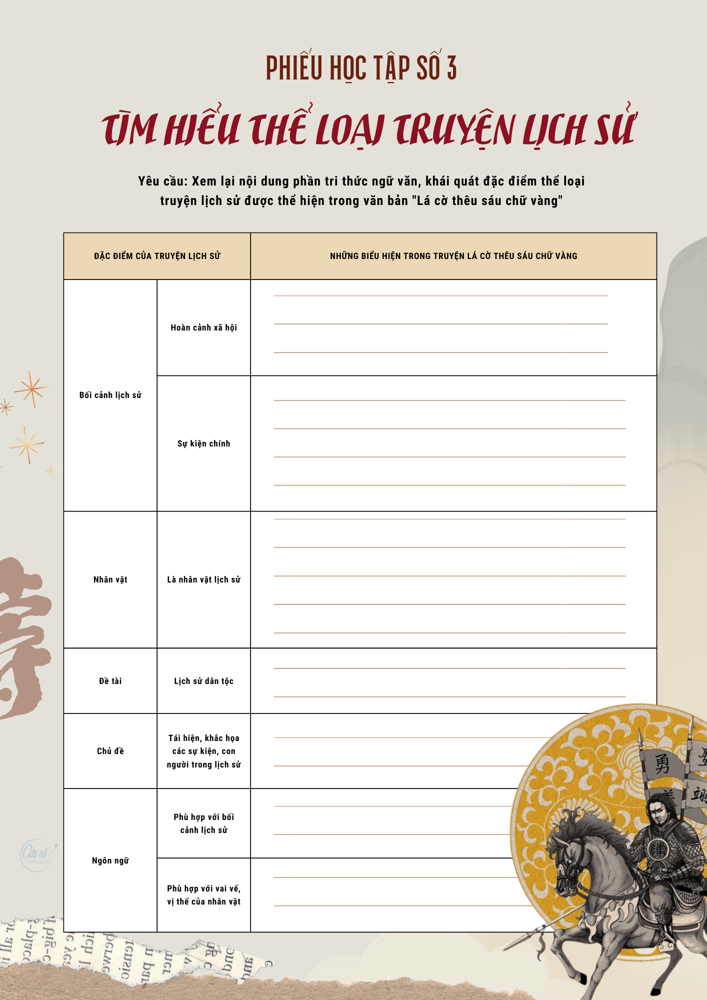 PHIẾU HỌC TẬP SỐ 3
TÌM HIỂU THỂ LOẠI TRUYỆN LỊCH SỬ
Yêu cầu: Xem lại nội dung phần tri thức ngữ văn, khái quát đặc điểm thể loại
truyện lịch sử được thể hiện trong văn bản "Lá cờ thêu sáu chữ vàng"
ĐẶC ĐIỂM CỦA TRUYỆN LỊCH SỬ
NHỮNG BIỂU HIỆN TRONG TRUYỆN LÁ CỜ THÊU SÁU CHỮ VÀNG
Bối cảnh lịch sử
Hoàn cảnh xã hội
Sự kiện chính
Nhân vật
Là nhân vật lịch sử
Đề tài
Lịch sử dân tộc
Chủ đề
Tái hiện, khắc họa
các sự kiện, con
người trong lịch sử
Ngôn ngữ
Phù hợp với bối
cảnh lịch sử
Phù hợp với vai vế,
vị thế của nhân vật
Cửa sổ
VĂN HỌC
勇